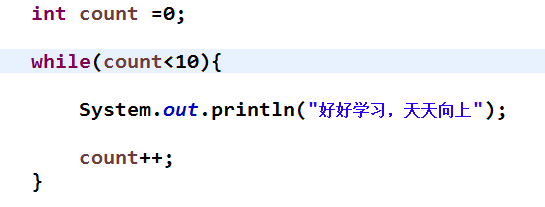 int count =0;
while(count<10){
System.out.println("好好学习，天天向上");
count++;
}